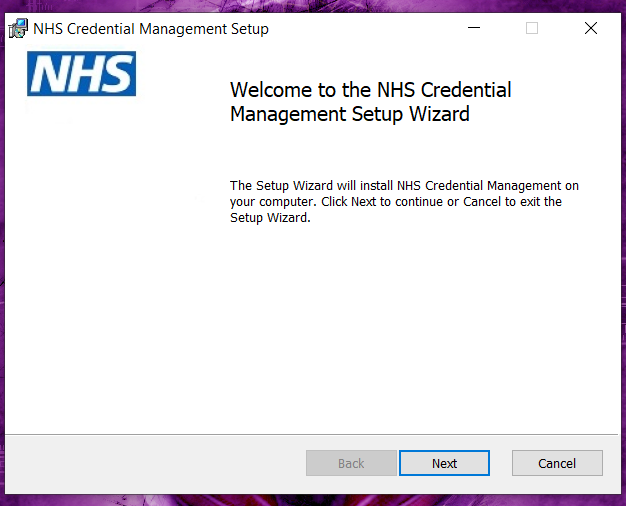 NHS Credential Management Setup
NHS
Welcome to the NHS Credential
Management Setup Wizard
The Setup Wizard will install NHS Credential Management on
your computer. Click Next to continue or Cancel to exit the
Setup Wizard.
Back
Next
Cancel